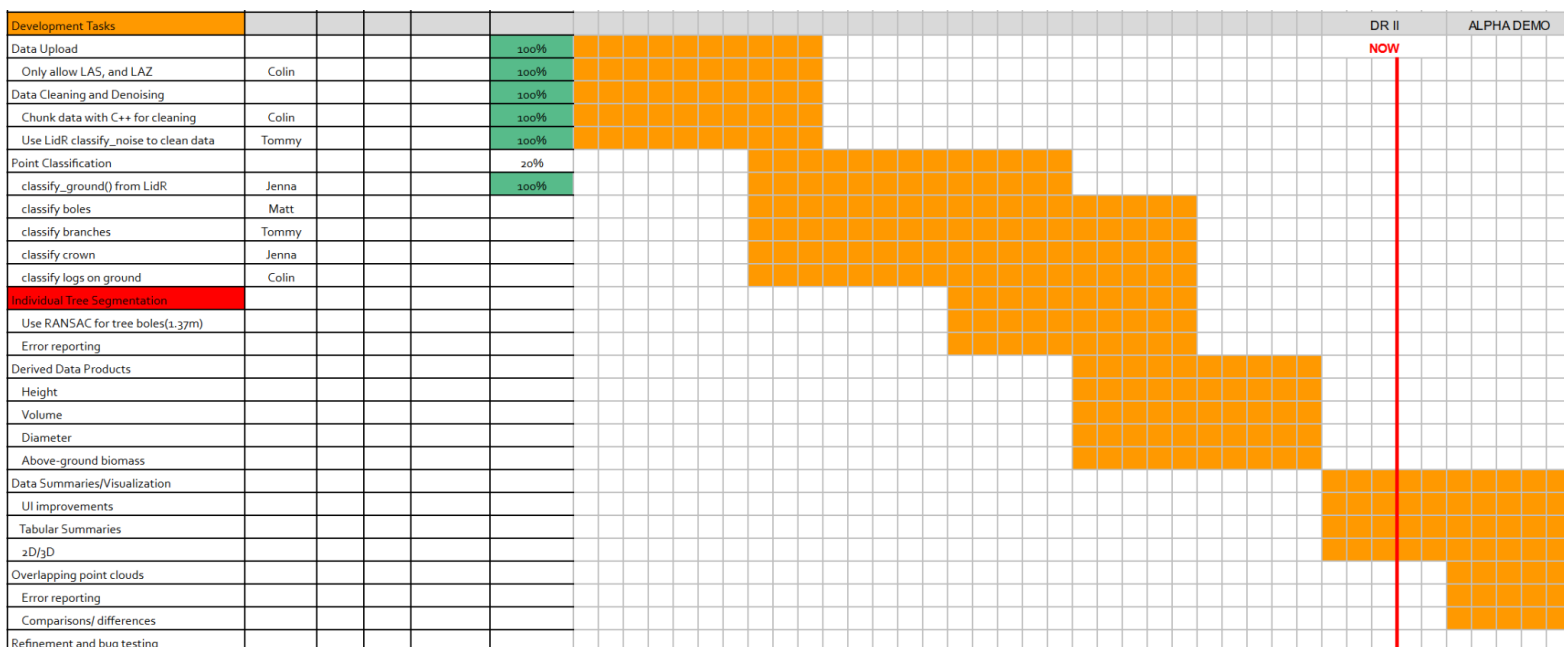 Development Tasks DR II ALPHA DEMO
Data Upload 100% NOW
Only allow LAS, and LAZ Colin 100%
Data Cleaning and Denoising 100%
Chunk data with C++ for cleaning Colin 100%
Use LidR classify_noise to clean data Tommy 100%
Point Classification 20%
classify_ground() from LidR Jenna 100%
classify boles Matt
classify branches Tommy
classify crown Jenna
classify logs on ground Colin
Individual Tree Segmentation
Use RANSAC for tree boles(1.37m)
Error reporting
Derived Data Products
Height
Volume
Diameter
Above-ground biomass
Data Summaries/Visualization
UI improvements
Tabular Summaries
2D/3D
Overlapping point clouds
Error reporting
Comparisons/ differences
Refinement and bug testing